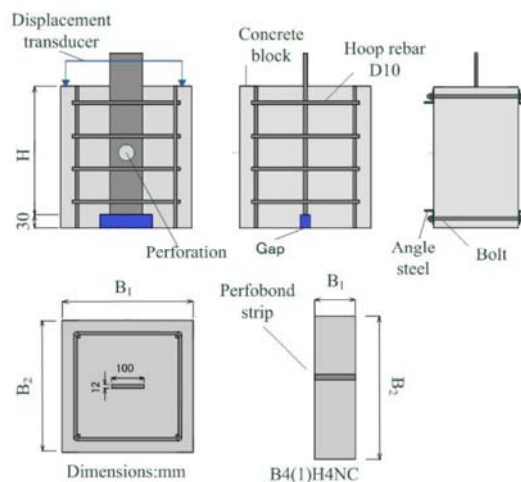 Displacement
transducer
Concrete
block
Hoop rebar
D10
H
30
Perforation
Gap
Angle
steel
Bolt
B₁
B₂
100
12
Dimensions:mm
Perfobond
strip
B₁
B₂
B4(1)H4NC